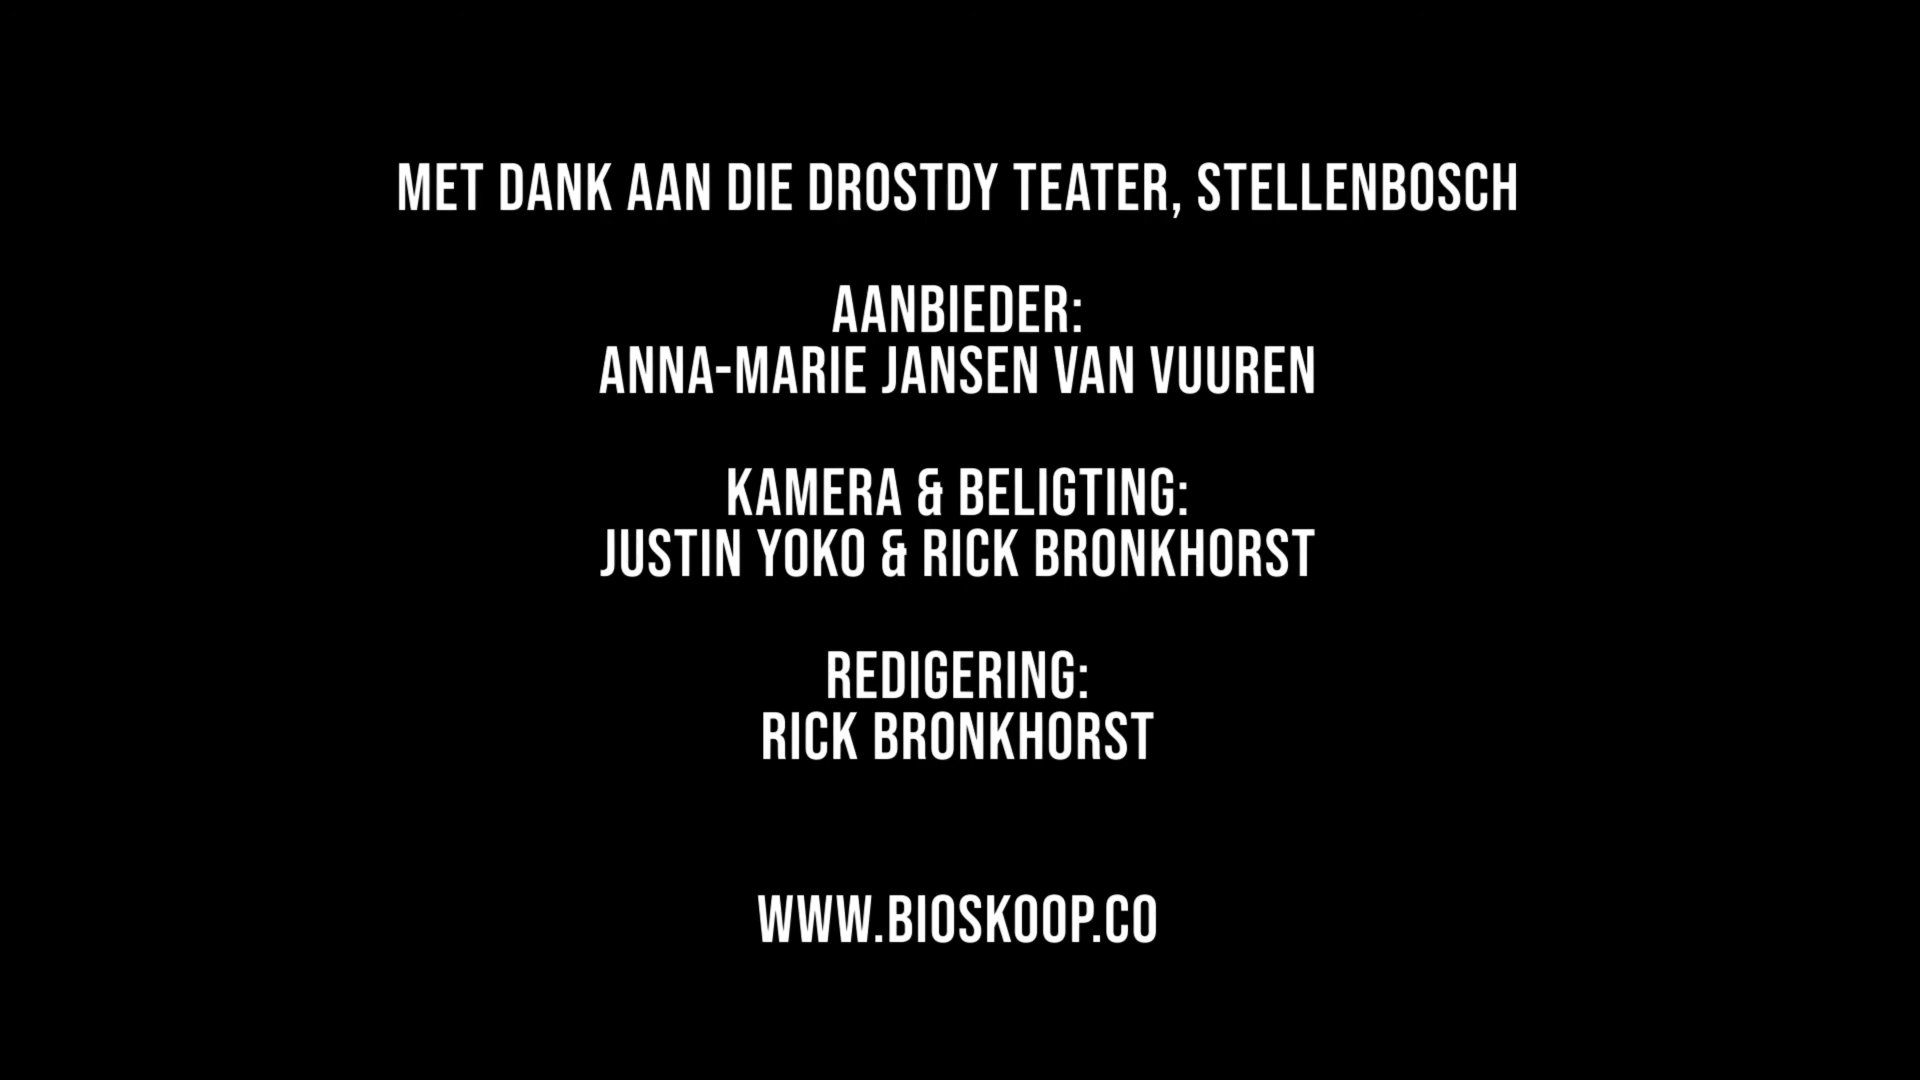 MET DANK AAN DIE DROSTDY TEATER, STELLENBOSCH
AANBIEDER:
ANNA-MARIE JANSEN VAN VUUREN
KAMERA & BELIGTING:
JUSTIN YOKO & RICK BRONKHORST
REDIGERING:
RICK BRONKHORST
WWW.BIOSKOOP.CO